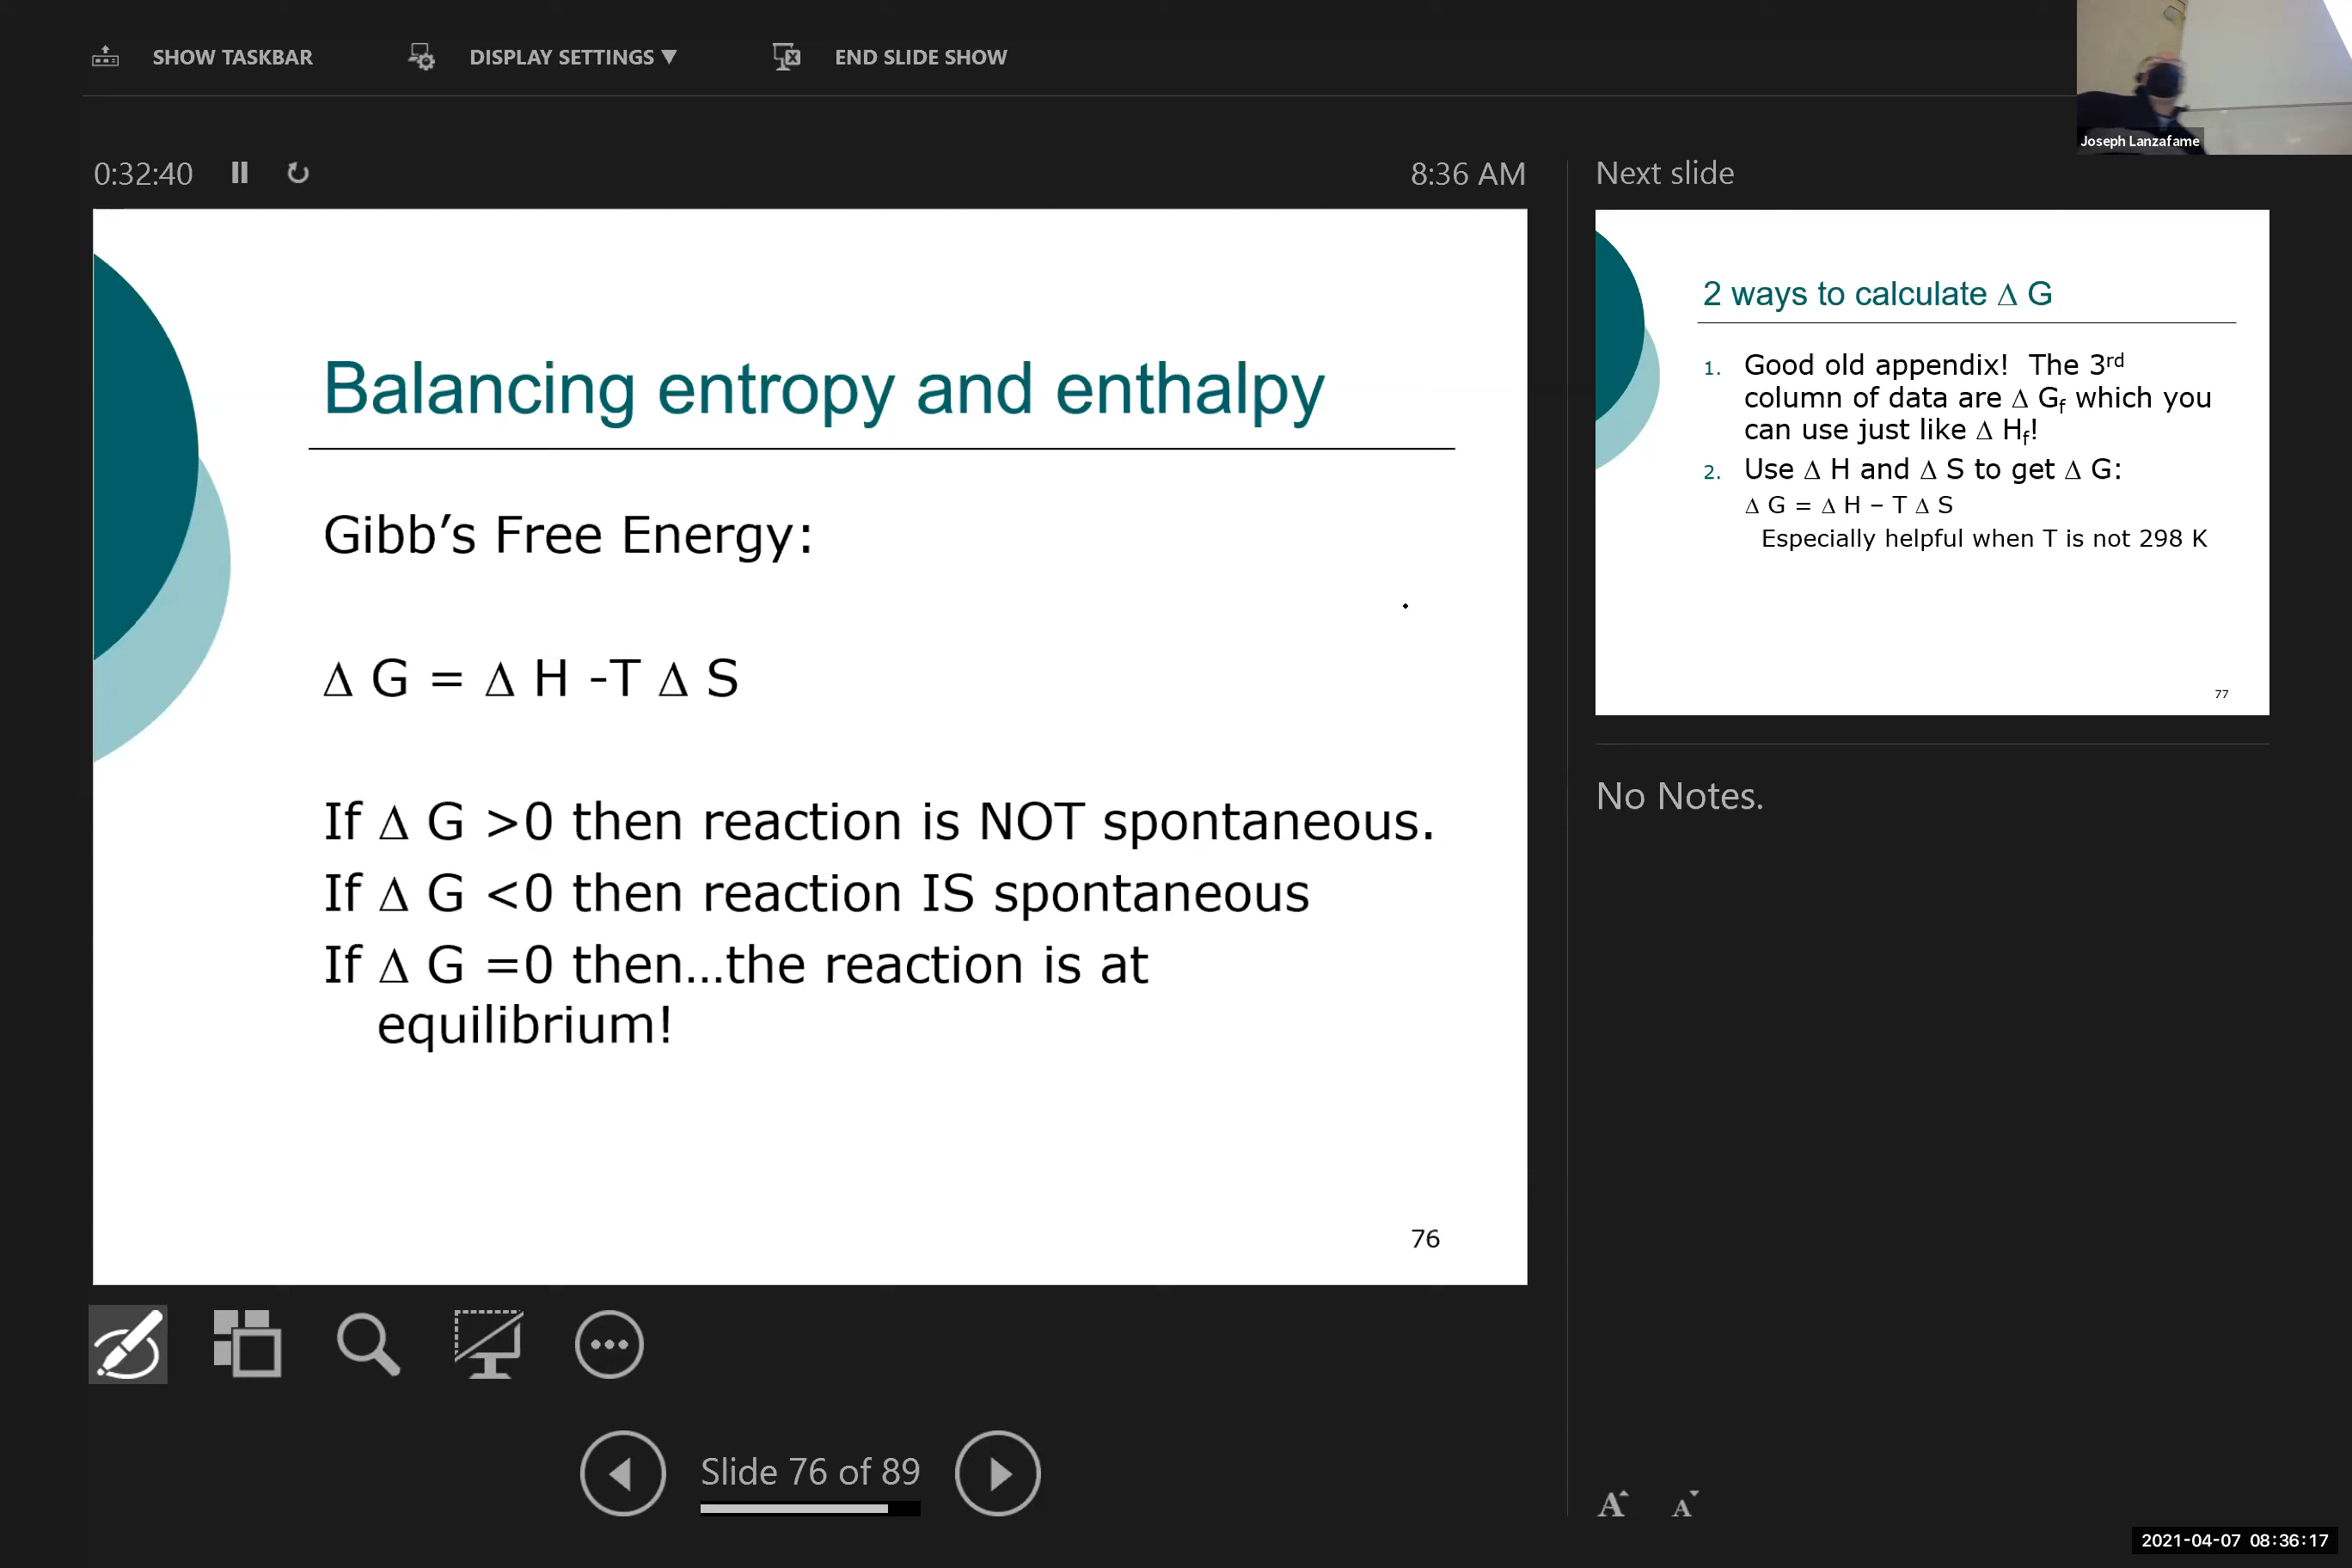 SHOW TASKBAR
DISPLAY SETTINGS ▼
END SLIDE SHOW
Joseph Lanzafame
0:32:40
8:36 AM
Next slide
Balancing entropy and enthalpy
Gibb’s Free Energy:
Δ G = Δ H -T Δ S
If Δ G >0 then reaction is NOT spontaneous.
If Δ G <0 then reaction IS spontaneous
If Δ G =0 then…the reaction is at
equilibrium!
76
2 ways to calculate Δ G
1. Good old appendix! The 3rd
column of data are Δ Gf which you
can use just like Δ Hf!
2. Use Δ H and Δ S to get Δ G:
Δ G = Δ H – T Δ S
Especially helpful when T is not 298 K
77
No Notes.
Slide 76 of 89
A A
2021-04-07 08:36:17